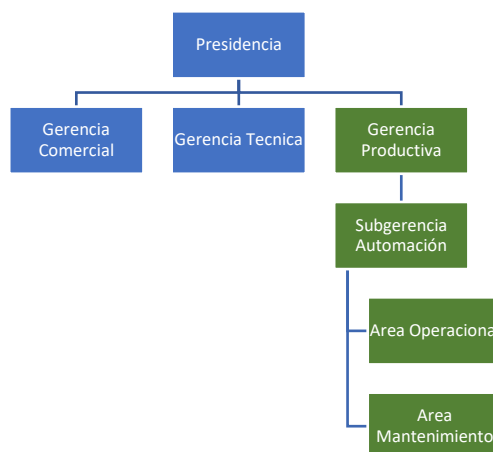 Presidencia
Gerencia
Comercial
Gerencia Tecnica
Gerencia
Productiva
Subgerencia
Automación
Area Operaciona
Area
Mantenimiento